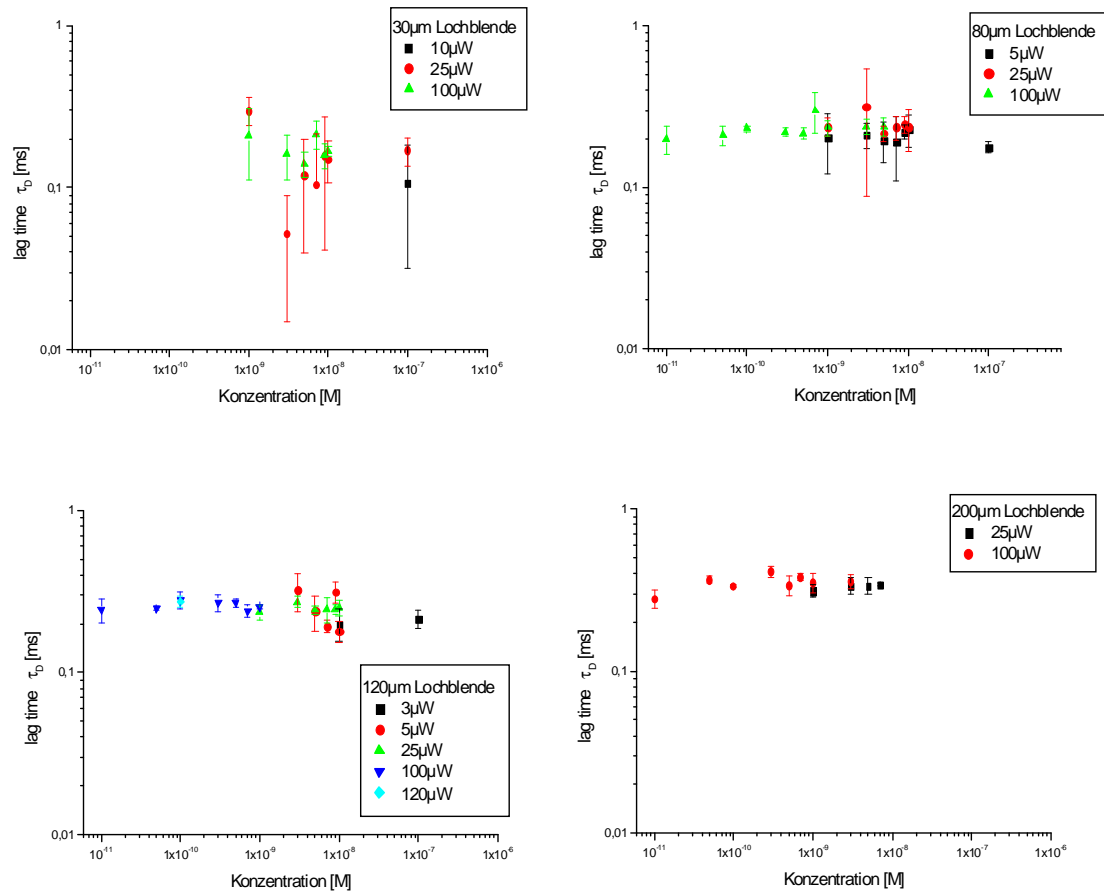 30µm Lochblende
10µW
25µW
100µW
1
0,1
0,01
lag time τD [ms]
1x10-11
1x10-10
1x10-9
1x10-8
1x10-7
1x10-6
Konzentration [M]
80µm Lochblende
5µW
25µW
100µW
1
0,1
0,01
lag time τD [ms]
1x10-11
1x10-10
1x10-9
1x10-8
1x10-7
Konzentration [M]
120µm Lochblende
3µW
5µW
25µW
100µW
120µW
1
0,1
0,01
lag time τD [ms]
10-11
1x10-10
1x10-9
1x10-8
1x10-7
1x10-6
Konzentration [M]
200µm Lochblende
25µW
100µW
1
0,1
0,01
lag time τD [ms]
10-11
1x10-10
1x10-9
1x10-8
1x10-7
1x10-6
Konzentration [M]